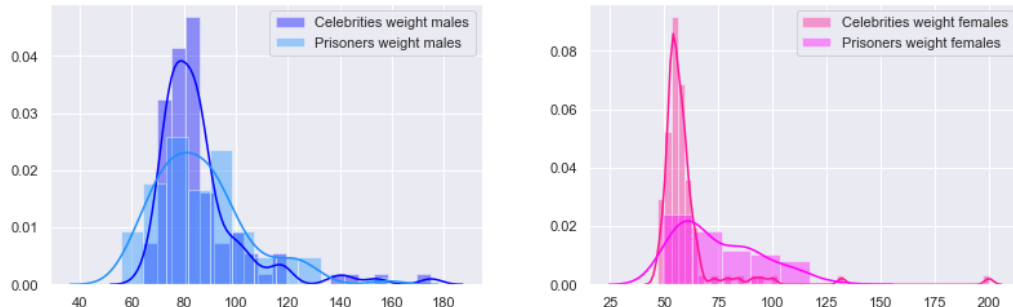 Celebrities weight males
Prisoners weight males
0.04
0.03
0.02
0.01
0.00
40 60 80 100 120 140 160 180
Celebrities weight females
Prisoners weight females
0.08
0.06
0.04
0.02
0.00
25 50 75 100 125 150 175 200